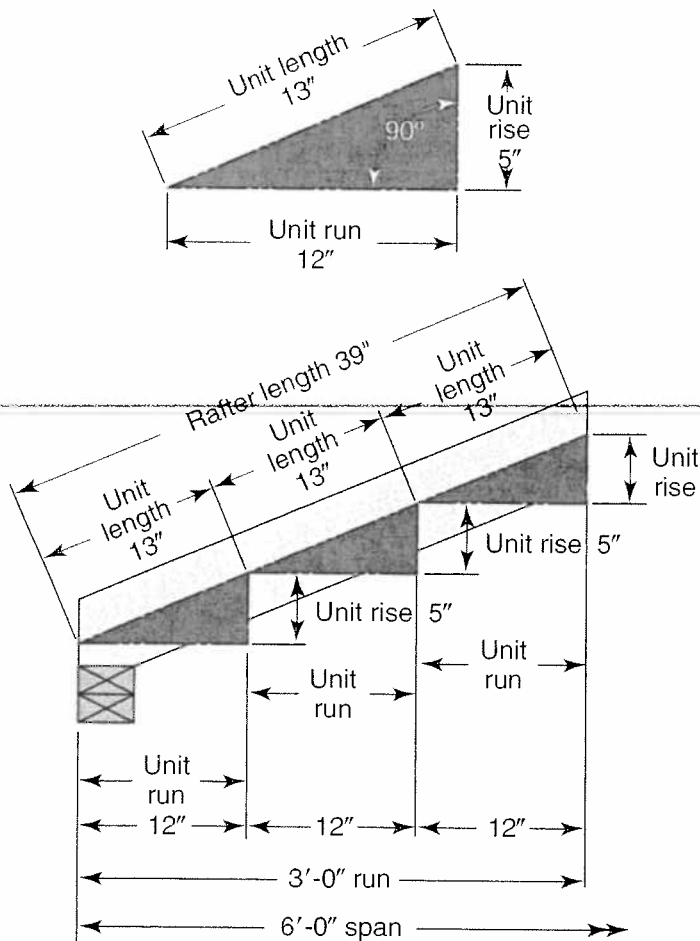 Unit length
13″
90°
Unit
rise
5″
Unit run
12″
Rafter length 39″
Unit
length
13″
Unit
length
13″
Unit
length
13″
Unit
rise
Unit rise 5″
Unit rise 5″
Unit
run
Unit
run
Unit
run
12″
12″
12″
3′-0″ run
6′-0″ span